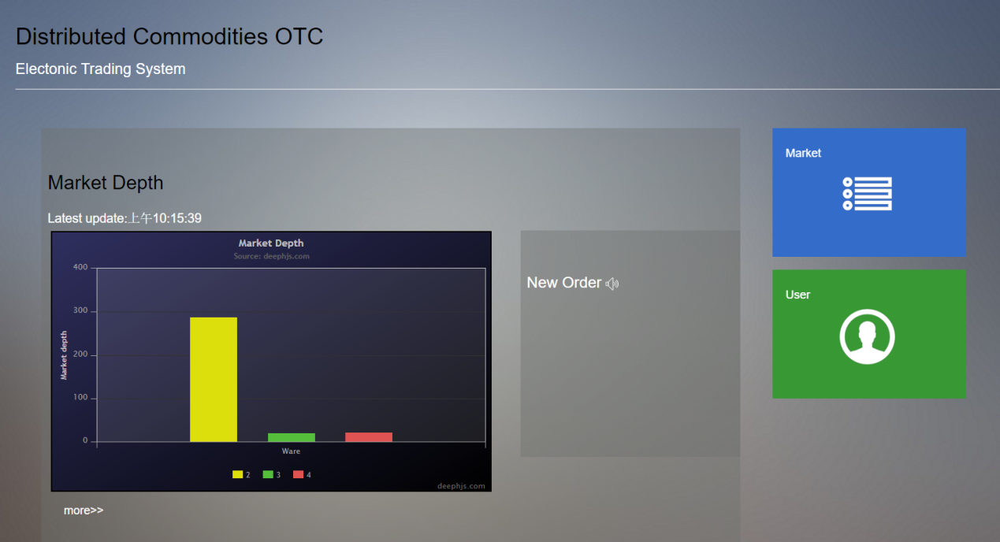 Distributed Commodities OTC
Electonic Trading System
Market Depth
Latest update:上午10:15:39
Market Depth
Source: deephjs.com
400
300
200
100
0
Market depth
Ware
2 3 4
deephjs.com
more>>
New Order
Market
User